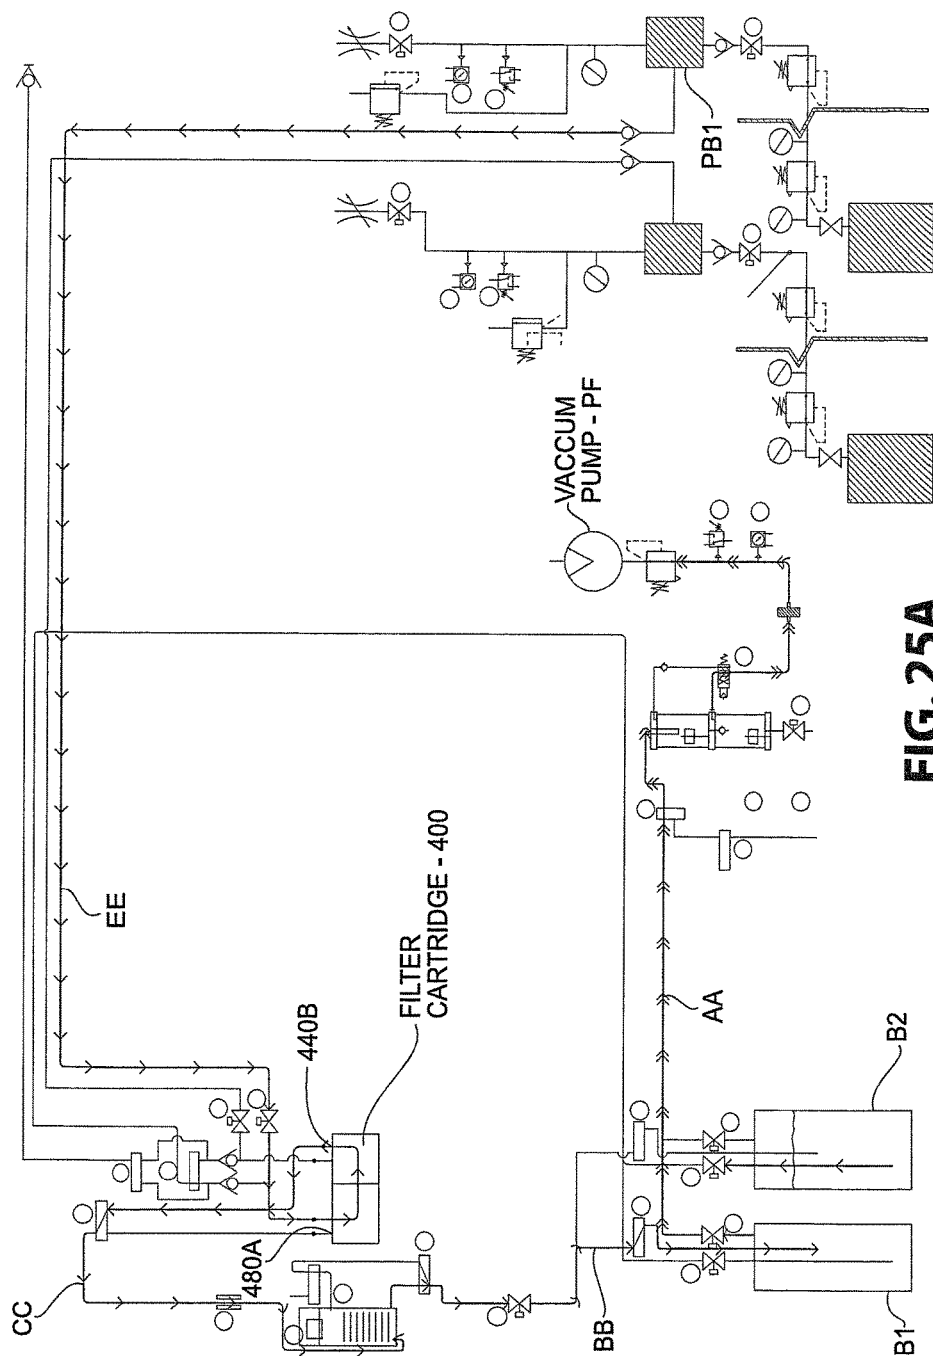 PB1
VACCUM
PUMP - PF
FIG. 25A
EE
FILTER
CARTRIDGE - 400
440B
AA
B2
480A
CC
BB
B1